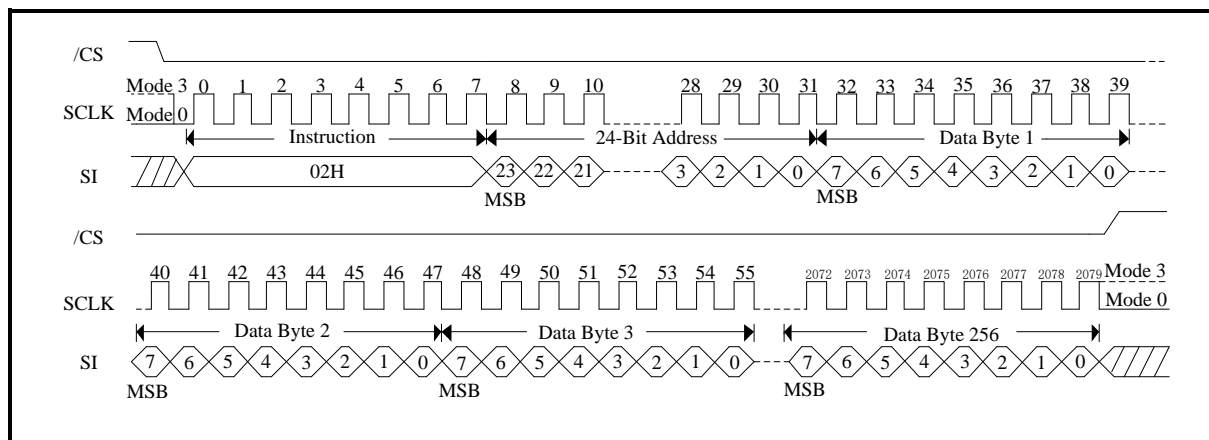 /CS
Mode 3 0 1 2 3 4 5 6 7 8 9 10 28 29 30 31 32 33 34 35 36 37 38 39
SCLK
Mode 0
Instruction 24-Bit Address Data Byte 1
SI 02H 23 22 21 3 2 1 0 7 6 5 4 3 2 1 0
MSB MSB
/CS
40 41 42 43 44 45 46 47 48 49 50 51 52 53 54 55 2072 2073 2074 2075 2076 2077 2078 2079 Mode 3
SCLK Mode 0
Data Byte 2 Data Byte 3 Data Byte 256
SI 7 6 5 4 3 2 1 0 7 6 5 4 3 2 1 0 7 6 5 4 3 2 1 0
MSB MSB MSB